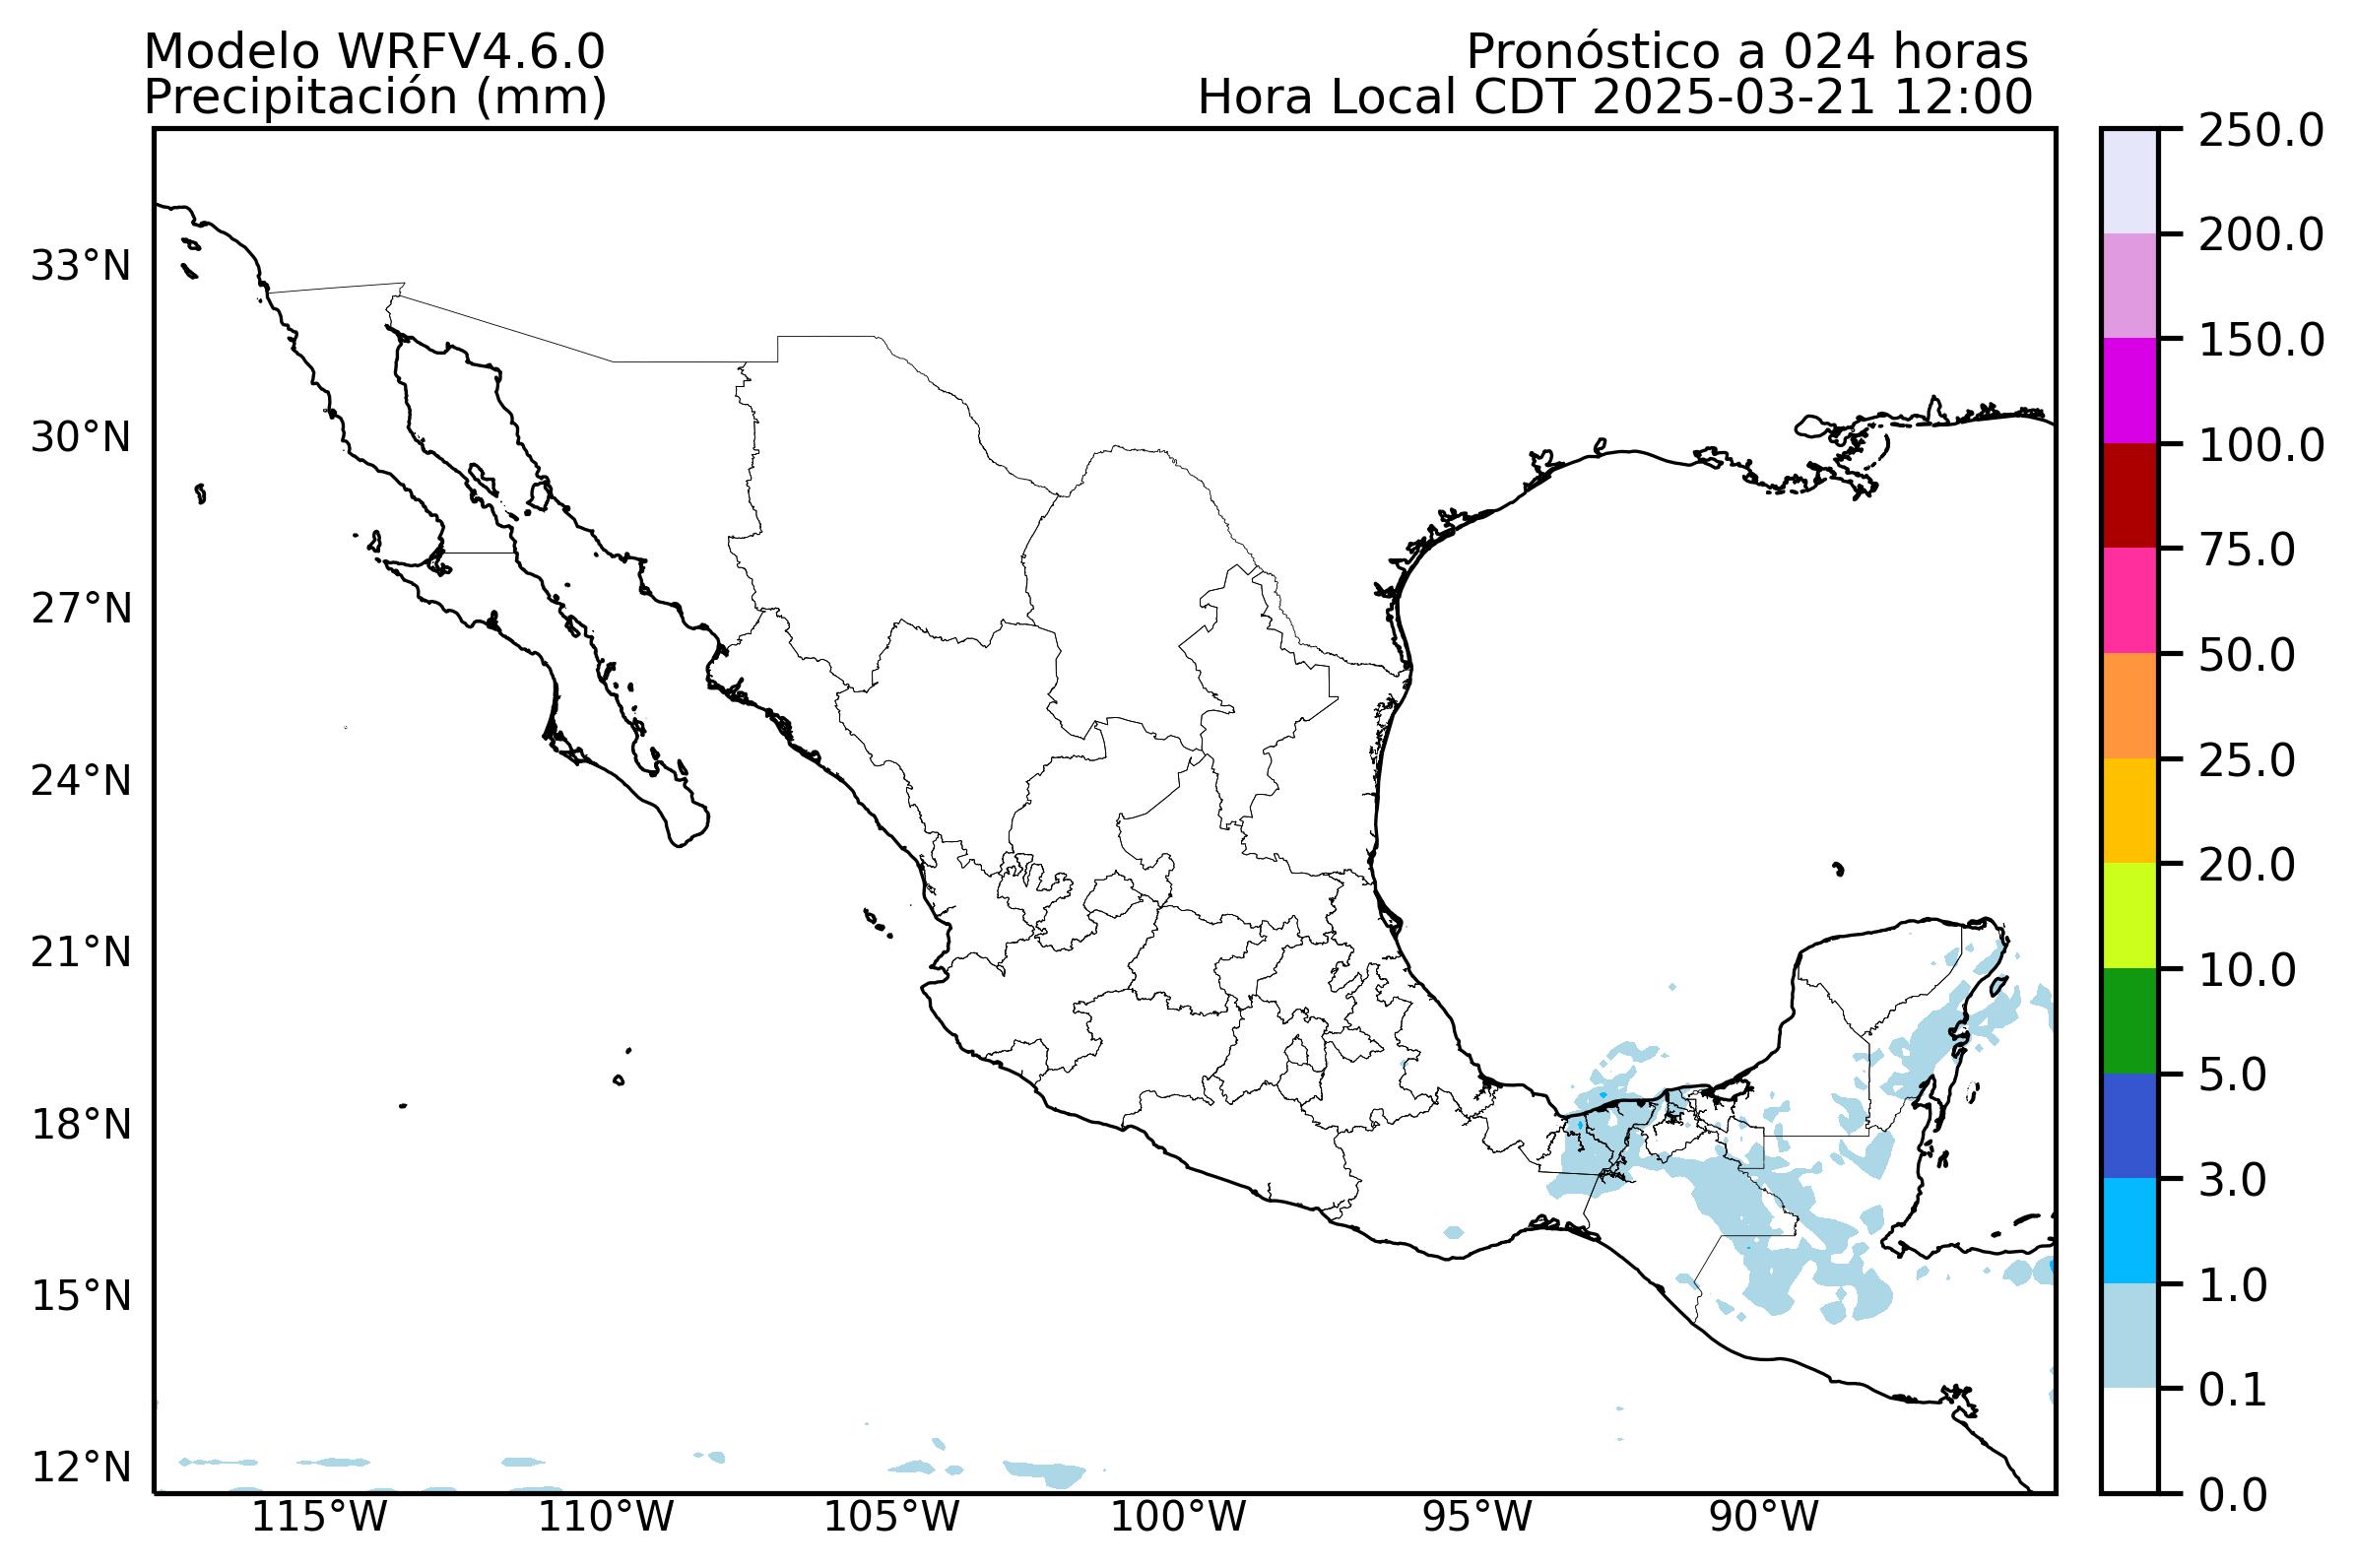 Modelo WRFV4.6.0
Pronóstico a 024 horas
Precipitación (mm)
Hora Local CDT 2025-03-21 12:00
250.0
200.0
150.0
100.0
75.0
50.0
25.0
20.0
10.0
5.0
3.0
1.0
0.1
0.0
33°N
30°N
27°N
24°N
21°N
18°N
15°N
12°N
115°W
110°W
105°W
100°W
95°W
90°W